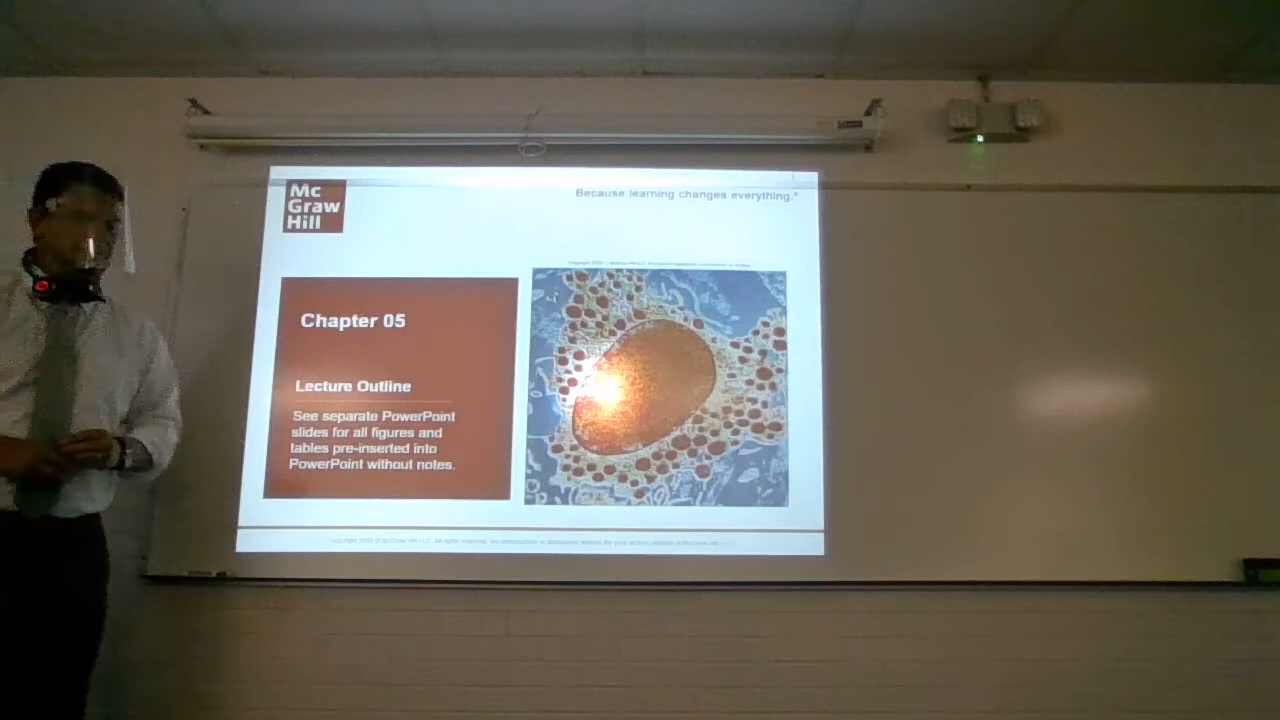 Mc
Graw
Hill
Because learning changes everything.®
Chapter 05
Lecture Outline
See separate PowerPoint
slides for all figures and
tables pre-inserted into
PowerPoint without notes.